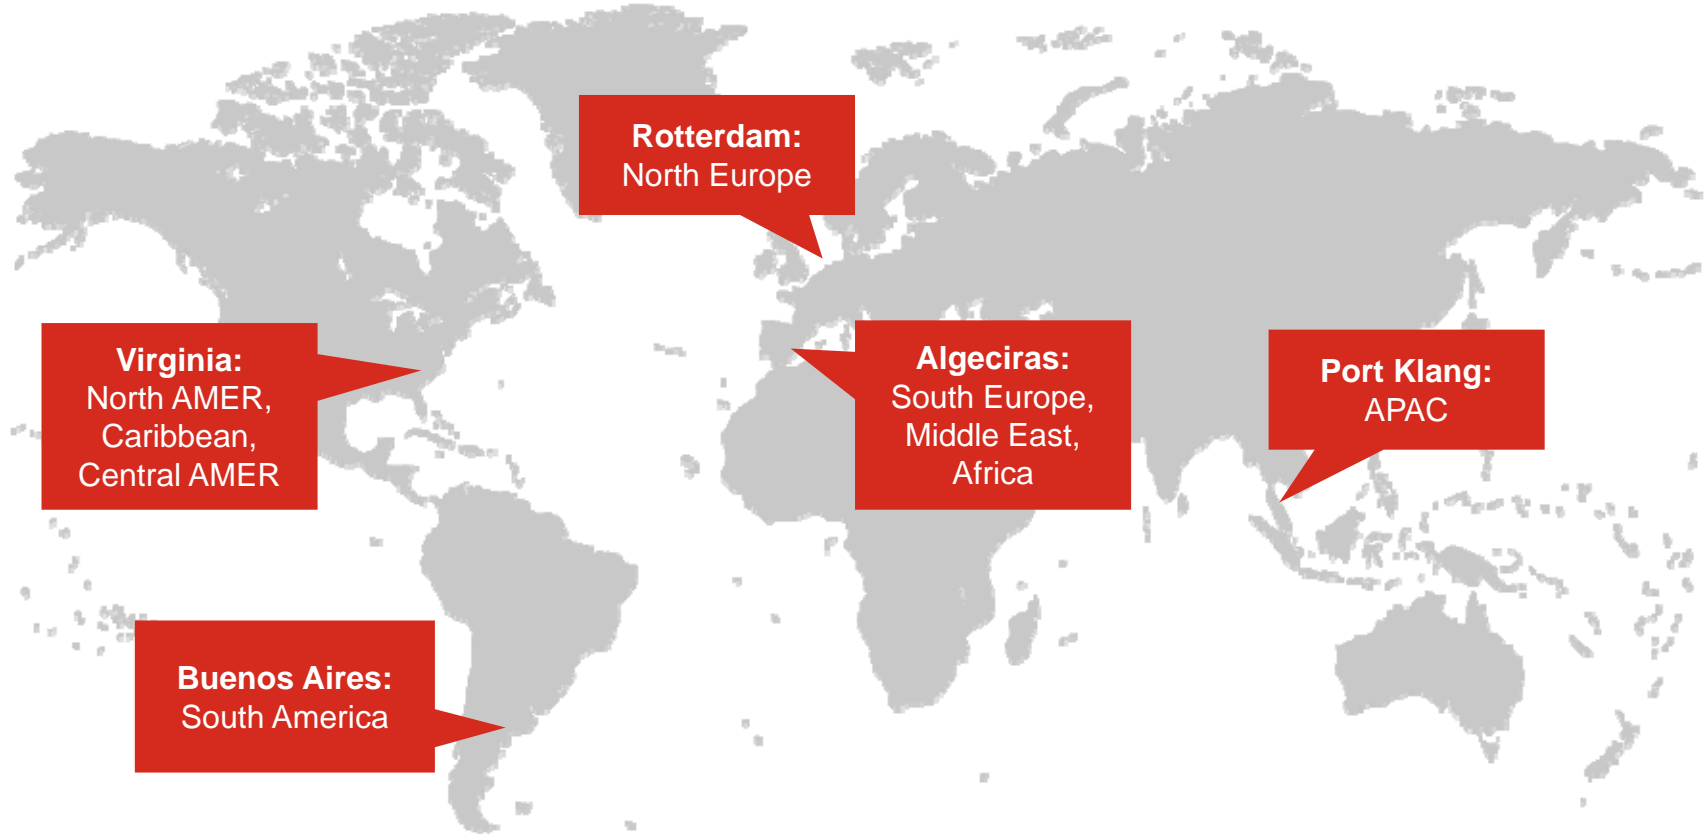 Rotterdam:
North Europe
Virginia:
North AMER,
Caribbean,
Central AMER
Algeciras:
South Europe,
Middle East,
Africa
Port Klang:
APAC
Buenos Aires:
South America